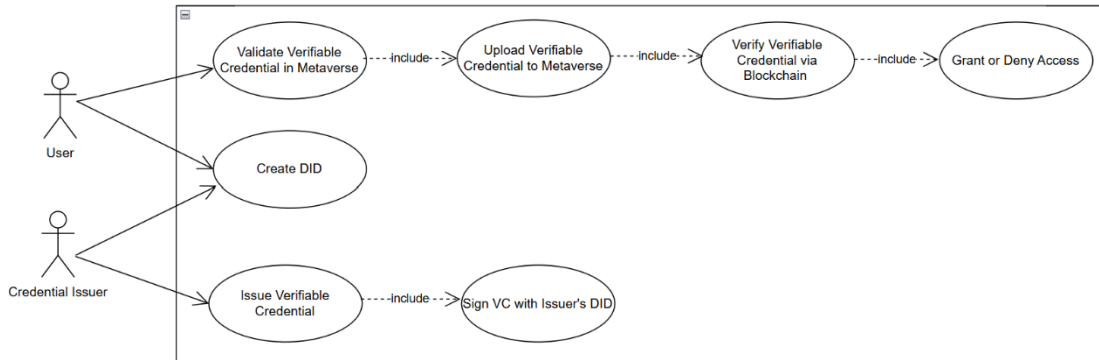 Validate Verifiable
Credential in Metaverse
include
Upload Verifiable
Credential to Metaverse
include
Verify Verifiable
Credential via
Blockchain
include
Grant or Deny Access
User
Create DID
Credential Issuer
Issue Verifiable
Credential
include
Sign VC with Issuer's DID